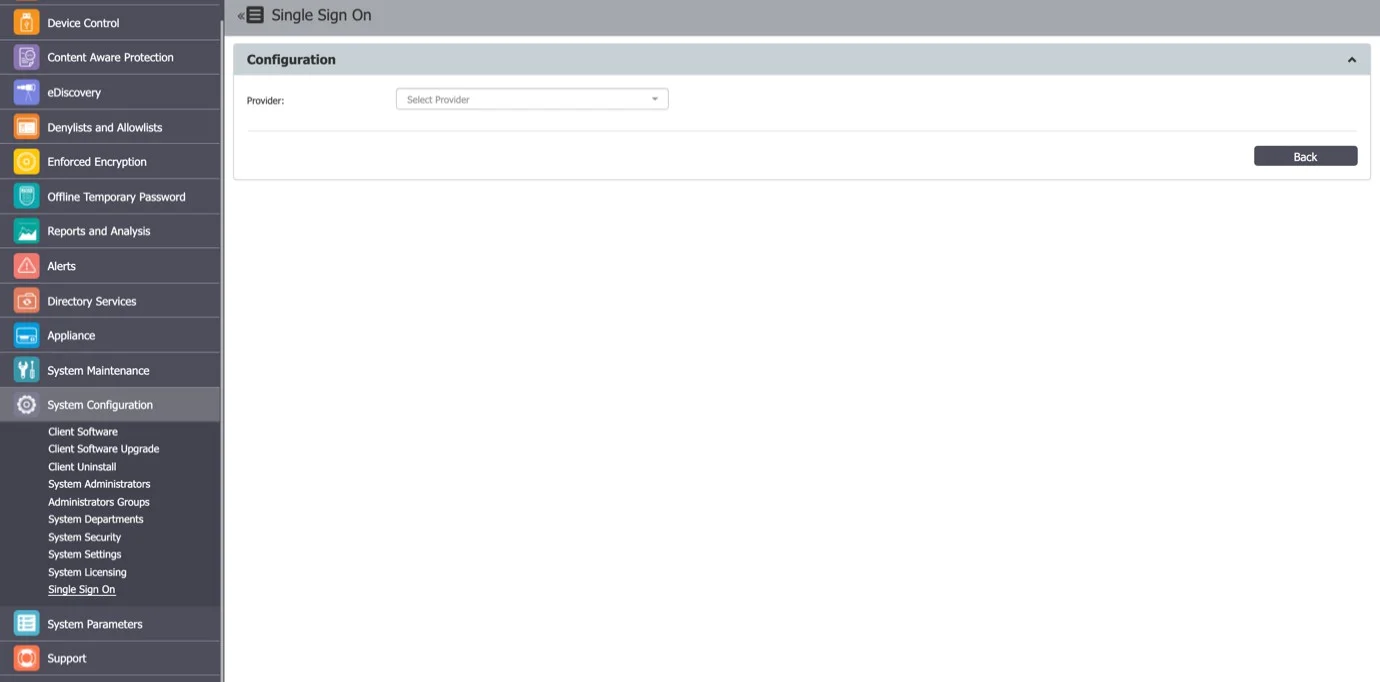 Device Control
Content Aware Protection
eDiscovery
Denylists and Allowlists
Enforced Encryption
Offline Temporary Password
Reports and Analysis
Alerts
Directory Services
Appliance
System Maintenance
System Configuration
Client Software
Client Software Upgrade
Client Uninstall
System Administrators
Administrators Groups
System Departments
System Security
System Settings
System Licensing
Single Sign On
System Parameters
Support
Single Sign On
Configuration
Provider: Select Provider
Back